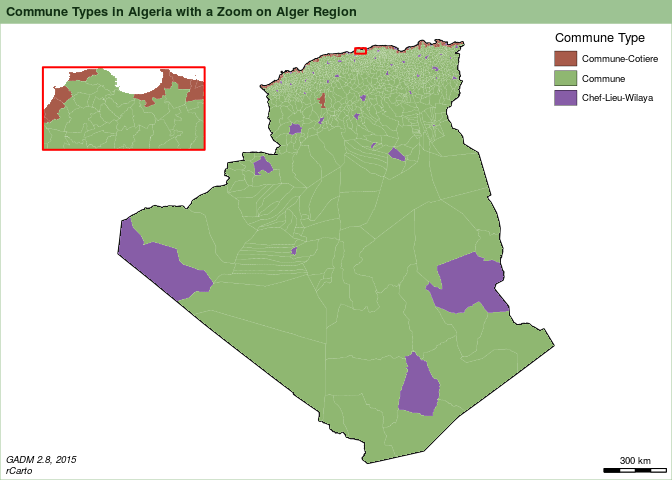 Commune Types in Algeria with a Zoom on Alger Region
Commune Type
Commune-Cotiere
Commune
Chef-Lieu-Wilaya
300 km
GADM 2.8, 2015
rCarto